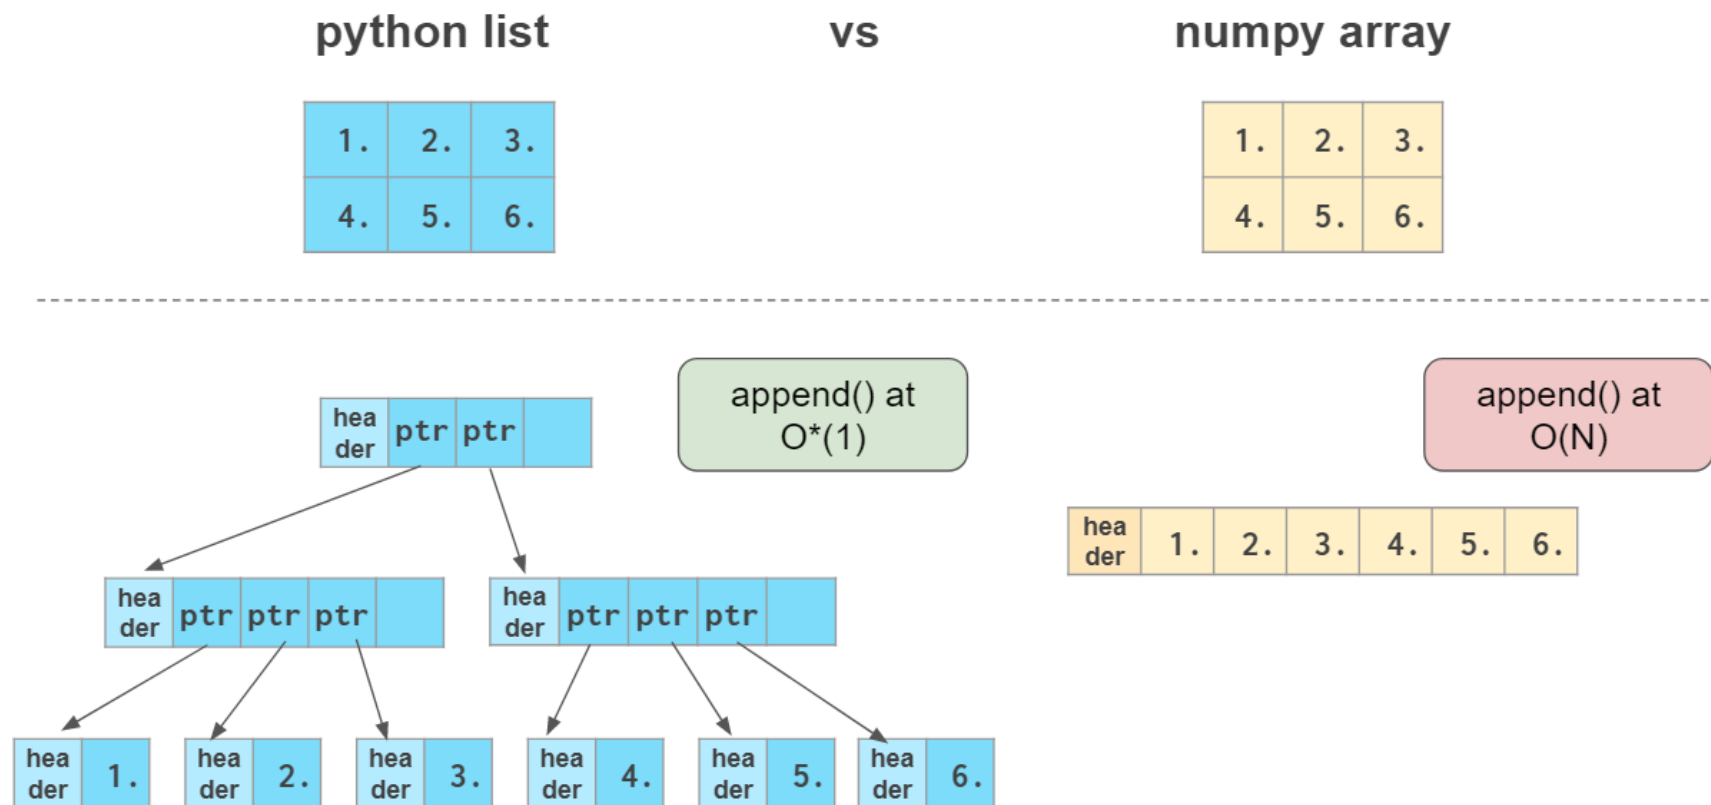 python list vs numpy array
1. 2. 3.
4. 5. 6.
1. 2. 3.
4. 5. 6.
append() at
O*(1)
append() at
O(N)
hea
der
ptr ptr
hea
der
1. 2. 3. 4. 5. 6.
hea
der
ptr ptr ptr
hea
der
ptr ptr ptr
hea
der
1.
hea
der
2.
hea
der
3.
hea
der
4.
hea
der
5.
hea
der
6.